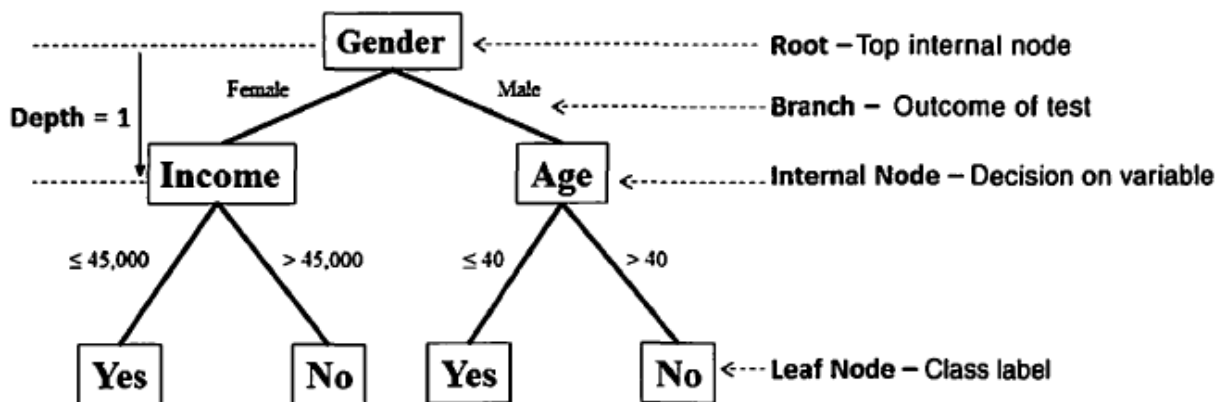 Gender
Root – Top internal node
Female
Male
Branch – Outcome of test
Depth = 1
Income
Age
Internal Node – Decision on variable
≤ 45,000
> 45,000
≤ 40
> 40
Yes
No
Yes
No
Leaf Node – Class label